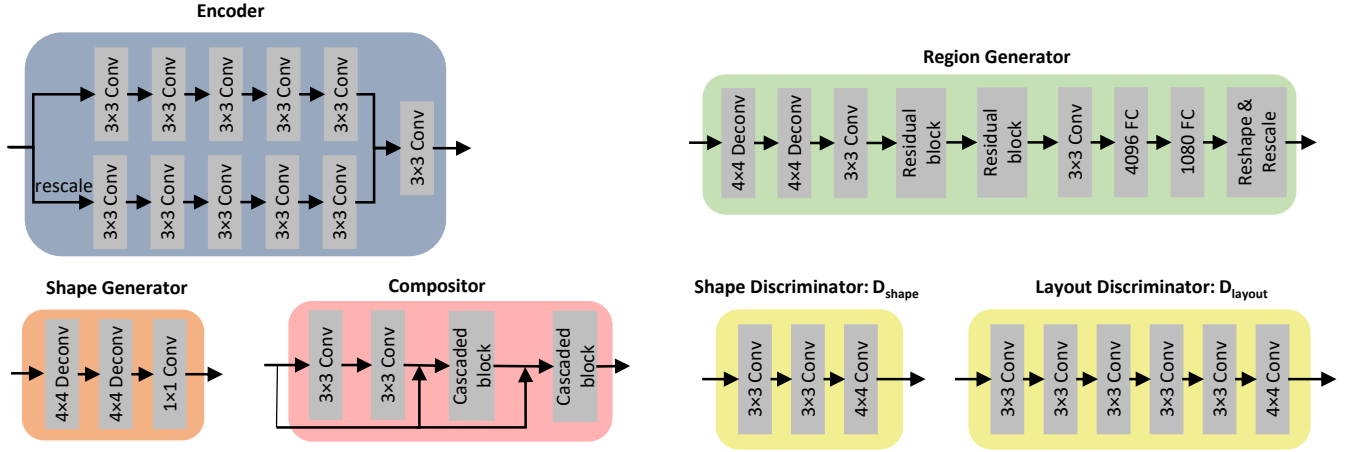 Encoder
3×3 Conv
3×3 Conv
3×3 Conv
3×3 Conv
3×3 Conv
3×3 Conv
rescale
3×3 Conv
3×3 Conv
3×3 Conv
3×3 Conv
3×3 Conv
Region Generator
4×4 Deconv
4×4 Deconv
3×3 Conv
Residual
block
Residual
block
3×3 Conv
4096 FC
1080 FC
Reshape &
Rescale
Shape Generator
4×4 Deconv
4×4 Deconv
1×1 Conv
Compositor
3×3 Conv
3×3 Conv
Cascaded
block
Cascaded
block
Shape Discriminator: Dshape
3×3 Conv
3×3 Conv
4×4 Conv
Layout Discriminator: Dlayout
3×3 Conv
3×3 Conv
3×3 Conv
3×3 Conv
3×3 Conv
4×4 Conv